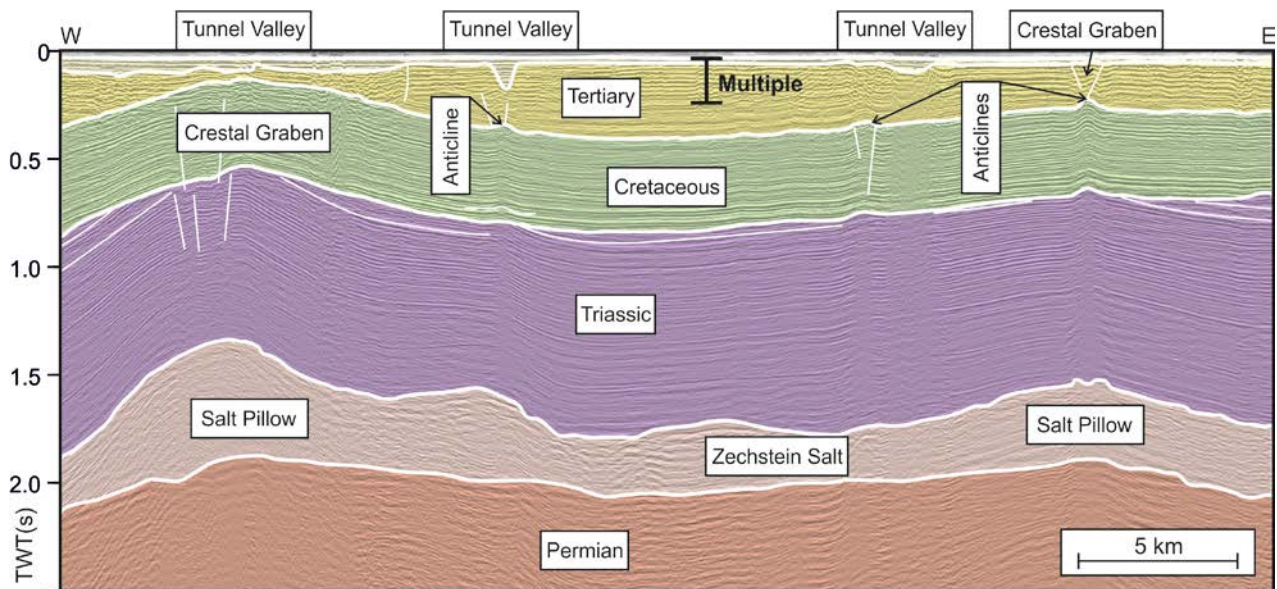 Tunnel Valley
Tunnel Valley
Tunnel Valley
Crestal Graben
W
E
0
Multiple
Tertiary
Anticline
Anticlines
Crestal Graben
0.5
Cretaceous
1.0
Triassic
1.5
Salt Pillow
Salt Pillow
Zechstein Salt
2.0
TWT(s)
Permian
5 km